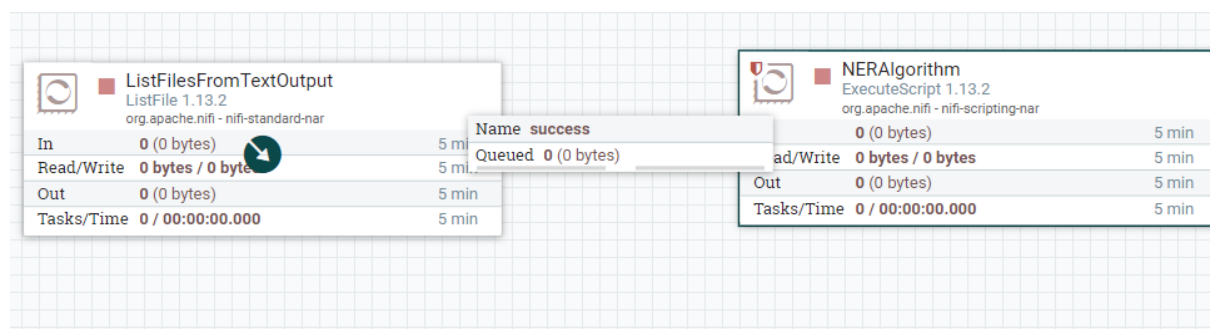 ListFilesFromTextOutput
ListFile 1.13.2
org.apache.nifi - nifi-standard-nar
In 0 (0 bytes) 5 min
Read/Write 0 bytes / 0 bytes 5 min
Out 0 (0 bytes) 5 min
Tasks/Time 0 / 00:00:00.000 5 min
Name success
Queued 0 (0 bytes)
NERAlgorithm
ExecuteScript 1.13.2
org.apache.nifi - nifi-scripting-nar
0 (0 bytes) 5 min
ad/Write 0 bytes / 0 bytes 5 min
Out 0 (0 bytes) 5 min
Tasks/Time 0 / 00:00:00.000 5 min